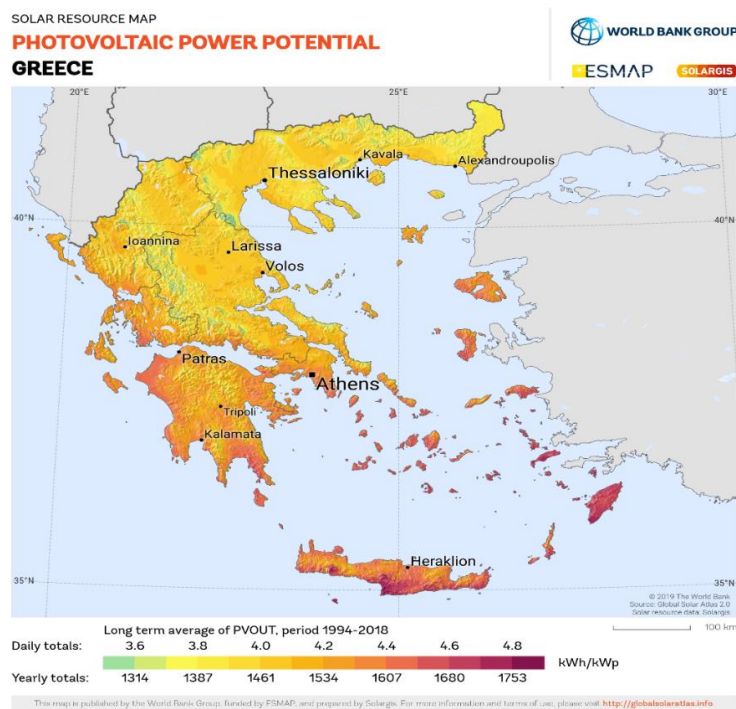 SOLAR RESOURCE MAP
PHOTOVOLTAIC POWER POTENTIAL
GREECE
WORLD BANK GROUP
ESMAP
SOLARGIS
20°E
25°E
30°E
Kavala
Alexandroupolis
Thessaloniki
40°N
40°N
Ioannina
Larissa
Volos
Patras
Athens
Tripoli
Kalamata
Heraklion
35°N
35°N
© 2019 The World Bank
Source: Global Solar Atlas 2.0
Solar resource data: Solargis
100 km
Long term average of PVOUT, period 1994-2018
Daily totals: 3.6 3.8 4.0 4.2 4.4 4.6 4.8
kWh/kWp
Yearly totals: 1314 1387 1461 1534 1607 1680 1753
This map is published by the World Bank Group, funded by ESMAP, and prepared by Solargis. For more information and terms of use, please visit http://globalsolaratlas.info.